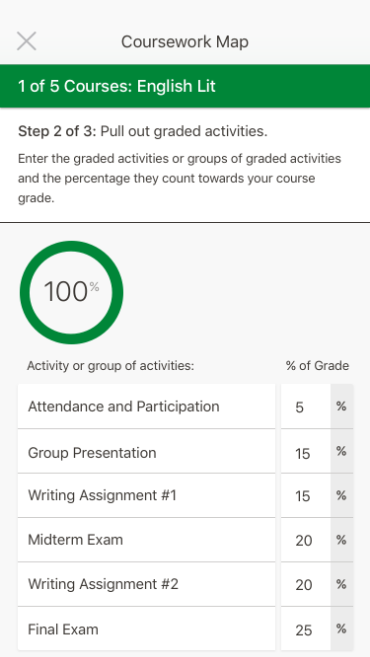 Coursework Map
1 of 5 Courses: English Lit
Step 2 of 3: Pull out graded activities.
Enter the graded activities or groups of graded activities
and the percentage they count towards your course
grade.
100%
Activity or group of activities: % of Grade
Attendance and Participation 5 %
Group Presentation 15 %
Writing Assignment #1 15 %
Midterm Exam 20 %
Writing Assignment #2 20 %
Final Exam 25 %